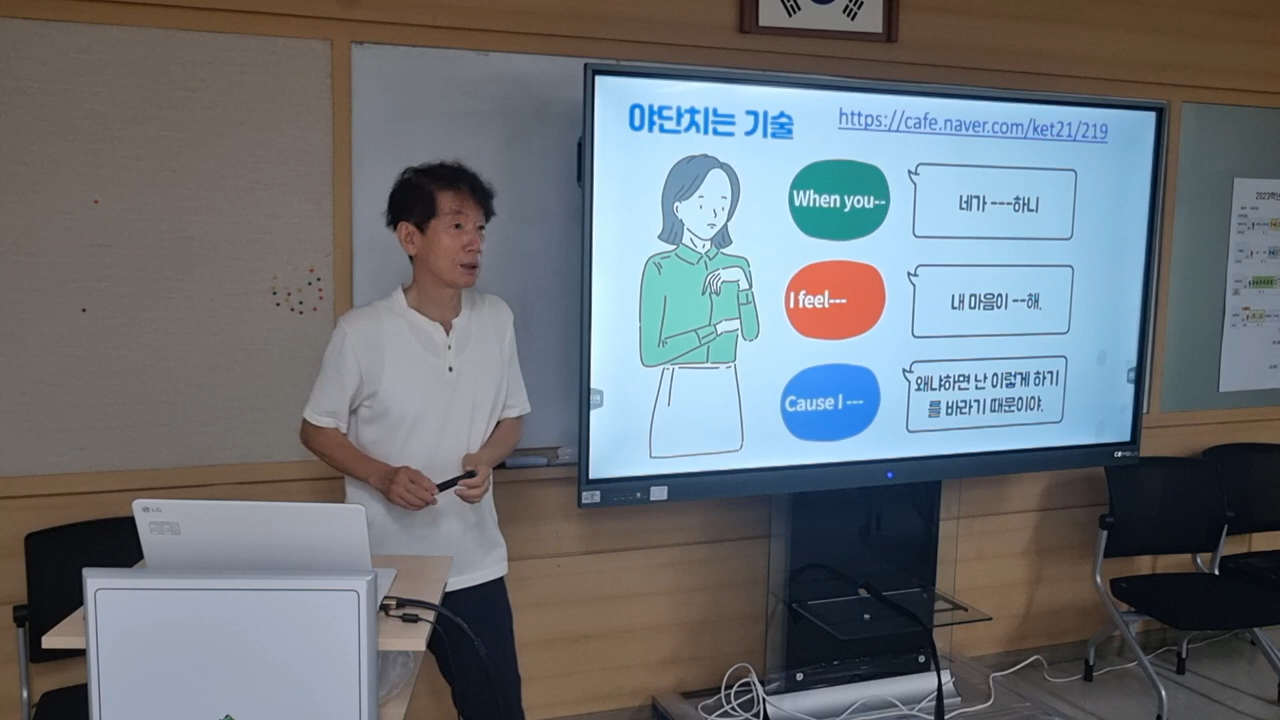 야단치는 기술
https://cafe.naver.com/ket21/219
When you--
네가 ---하니
I feel---
내 마음이 --해.
Cause I ---
왜냐하면 난 이렇게 하기
를 바라기 때문이야.
LG